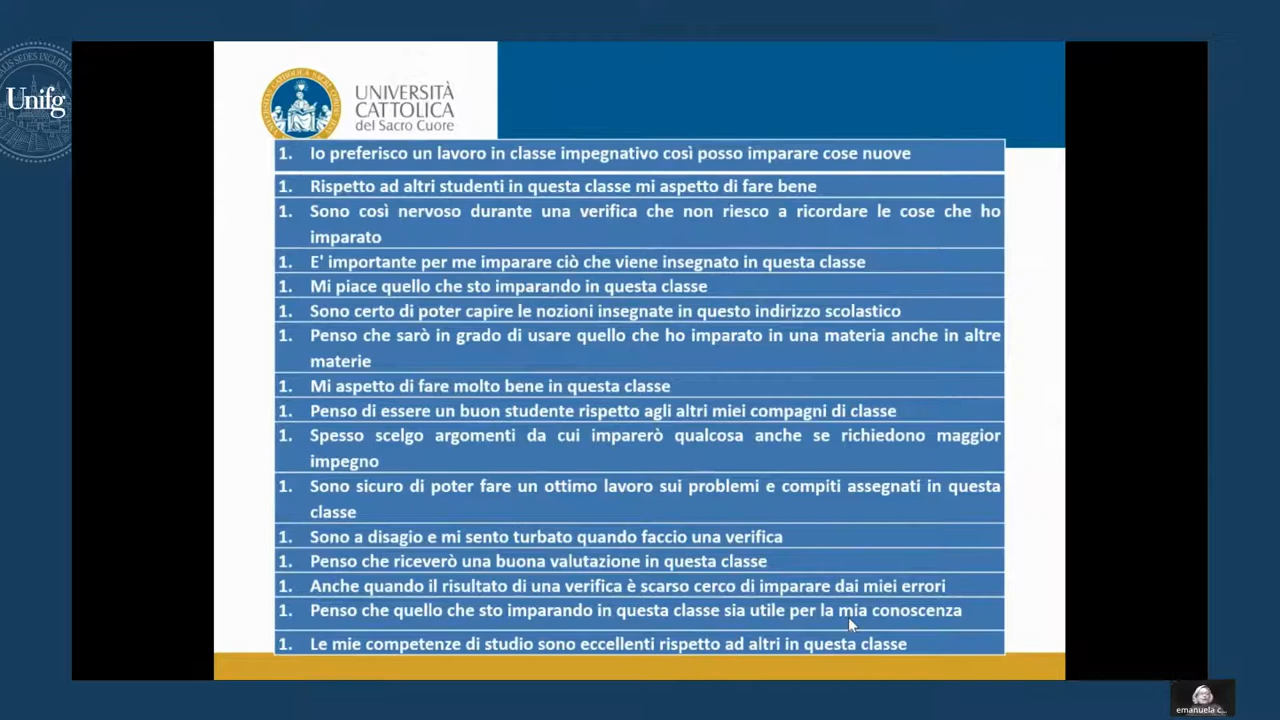 Unifg
UNIVERSITÀ
CATTOLICA
del Sacro Cuore
1. Io preferisco un lavoro in classe impegnativo così posso imparare cose nuove
1. Rispetto ad altri studenti in questa classe mi aspetto di fare bene
1. Sono così nervoso durante una verifica che non riesco a ricordare le cose che ho
imparato
1. E' importante per me imparare ciò che viene insegnato in questa classe
1. Mi piace quello che sto imparando in questa classe
1. Sono certo di poter capire le nozioni insegnate in questo indirizzo scolastico
1. Penso che sarò in grado di usare quello che ho imparato in una materia anche in altre
materie
1. Mi aspetto di fare molto bene in questa classe
1. Penso di essere un buon studente rispetto agli altri miei compagni di classe
1. Spesso scelgo argomenti da cui imparerò qualcosa anche se richiedono maggior
impegno
1. Sono sicuro di poter fare un ottimo lavoro sui problemi e compiti assegnati in questa
classe
1. Sono a disagio e mi sento turbato quando faccio una verifica
1. Penso che riceverò una buona valutazione in questa classe
1. Anche quando il risultato di una verifica è scarso cerco di imparare dai miei errori
1. Penso che quello che sto imparando in questa classe sia utile per la mia conoscenza
1. Le mie competenze di studio sono eccellenti rispetto ad altri in questa classe
emanuela c...